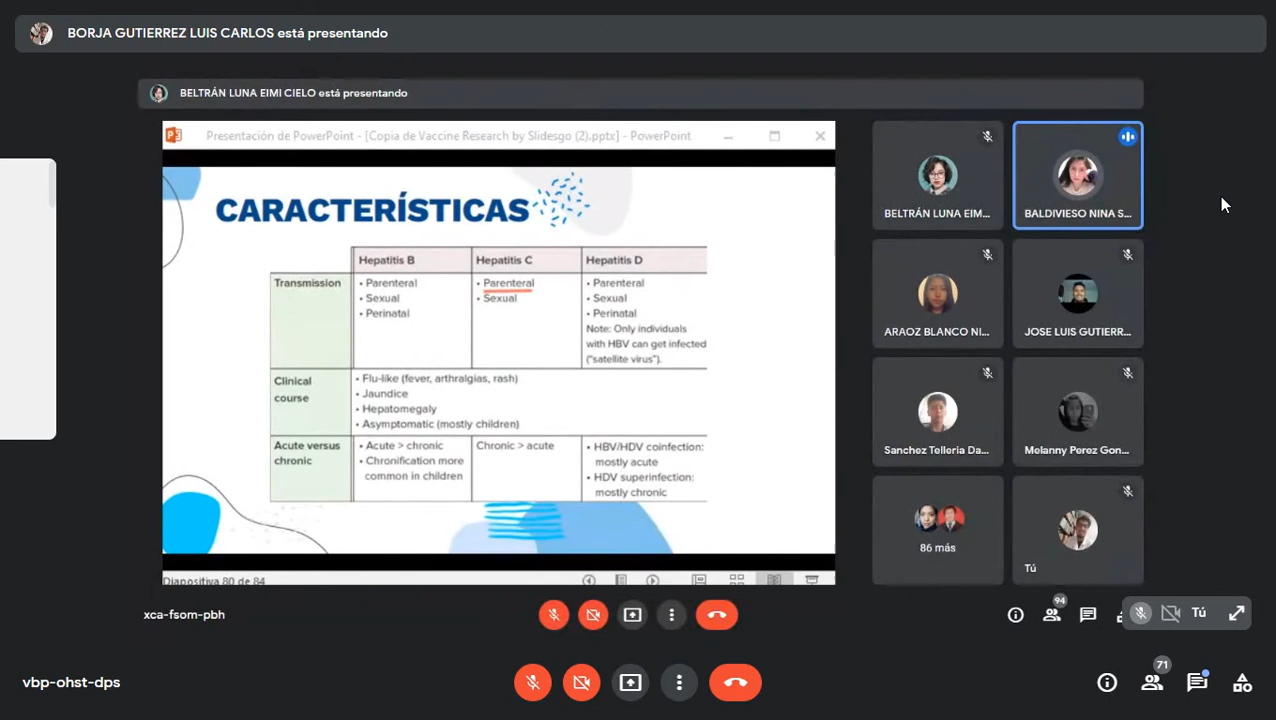 BORJA GUTIERREZ LUIS CARLOS está presentando
BELTRÁN LUNA EIMI CIELO está presentando
Presentación de PowerPoint - [Copia de Vaccine Research by Slidesgo (2).pptx] - PowerPoint
CARACTERÍSTICAS
Hepatitis B
Hepatitis C
Hepatitis D
Transmission
• Parenteral
• Sexual
• Perinatal
• Parenteral
• Sexual
• Parenteral
• Sexual
• Perinatal
Note: Only individuals
with HBV can get infected
("satellite virus").
Clinical
course
• Flu-like (fever, arthralgias, rash)
• Jaundice
• Hepatomegaly
• Asymptomatic (mostly children)
Acute versus
chronic
• Acute > chronic
• Chronification more
common in children
Chronic > acute
• HBV/HDV coinfection:
mostly acute
• HDV superinfection:
mostly chronic
Diapositiva 80 de 84
BELTRÁN LUNA EIM...
BALDIVIESO NINA S...
ARAOZ BLANCO NI...
JOSE LUIS GUTIERR...
Sanchez Telleria Da...
Melanny Perez Gon...
86 más
Tú
xca-fsom-pbh
94
Tú
vbp-ohst-dps
71